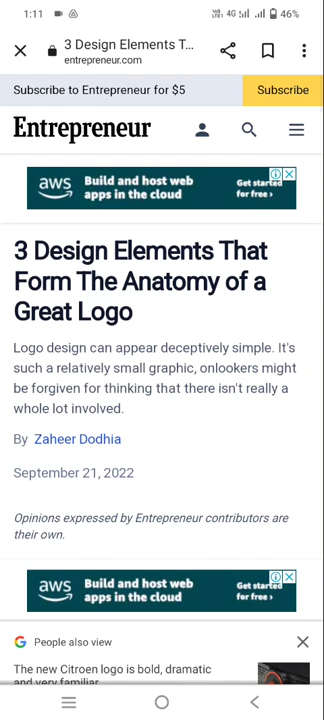 1:11 4G 46%
3 Design Elements T...
entrepreneur.com
Subscribe to Entrepreneur for $5 Subscribe
Entrepreneur
aws Build and host web apps in the cloud Get started for free ›
3 Design Elements That
Form The Anatomy of a
Great Logo
Logo design can appear deceptively simple. It's
such a relatively small graphic, onlookers might
be forgiven for thinking that there isn't really a
whole lot involved.
By Zaheer Dodhia
September 21, 2022
Opinions expressed by Entrepreneur contributors are
their own.
aws Build and host web apps in the cloud Get started for free ›
People also view
The new Citroen logo is bold, dramatic
and very familiar